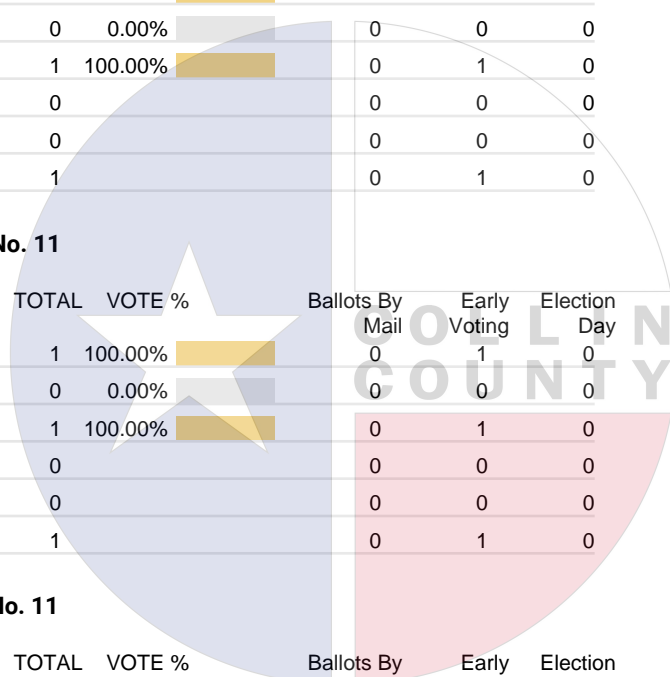 0 0.00% 0 0 0
1 100.00% 0 1 0
0 0 0 0
0 0 0 0
1 0 1 0
No. 11
TOTAL VOTE % Ballots By Mail Early Voting Election Day
1 100.00% 0 1 0
0 0.00% 0 0 0
1 100.00% 0 1 0
0 0 0 0
0 0 0 0
1 0 1 0
COLLIN
COUNTY
No. 11
TOTAL VOTE % Ballots By Early Election